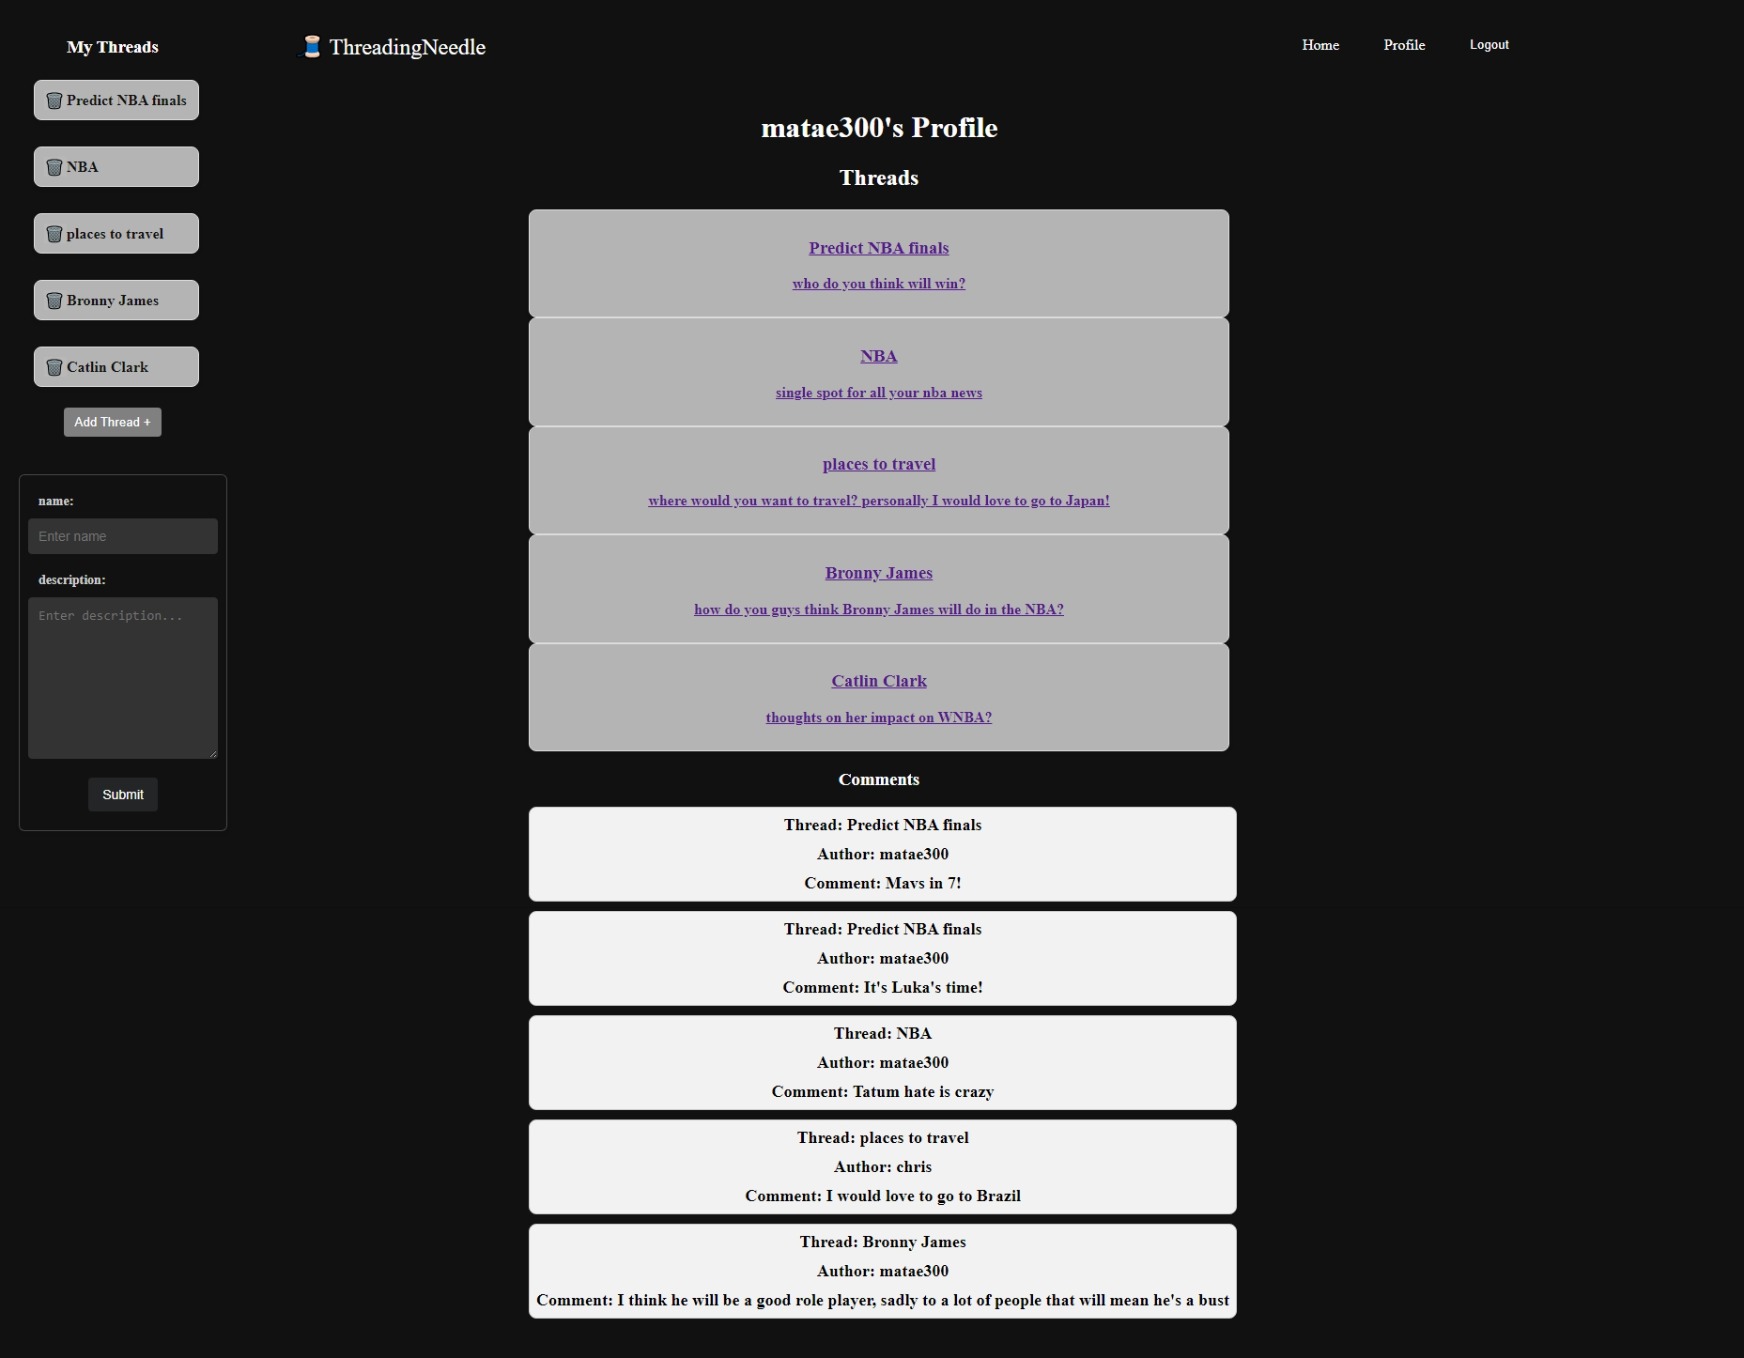 My Threads
Predict NBA finals
NBA
places to travel
Bronny James
Catlin Clark
Add Thread +
name:
Enter name
description:
Enter description...
Submit
ThreadingNeedle
Home
Profile
Logout
matae300's Profile
Threads
Predict NBA finals
who do you think will win?
NBA
single spot for all your nba news
places to travel
where would you want to travel? personally I would love to go to Japan!
Bronny James
how do you guys think Bronny James will do in the NBA?
Catlin Clark
thoughts on her impact on WNBA?
Comments
Thread: Predict NBA finals
Author: matae300
Comment: Mavs in 7!
Thread: Predict NBA finals
Author: matae300
Comment: It's Luka's time!
Thread: NBA
Author: matae300
Comment: Tatum hate is crazy
Thread: places to travel
Author: chris
Comment: I would love to go to Brazil
Thread: Bronny James
Author: matae300
Comment: I think he will be a good role player, sadly to a lot of people that will mean he's a bust